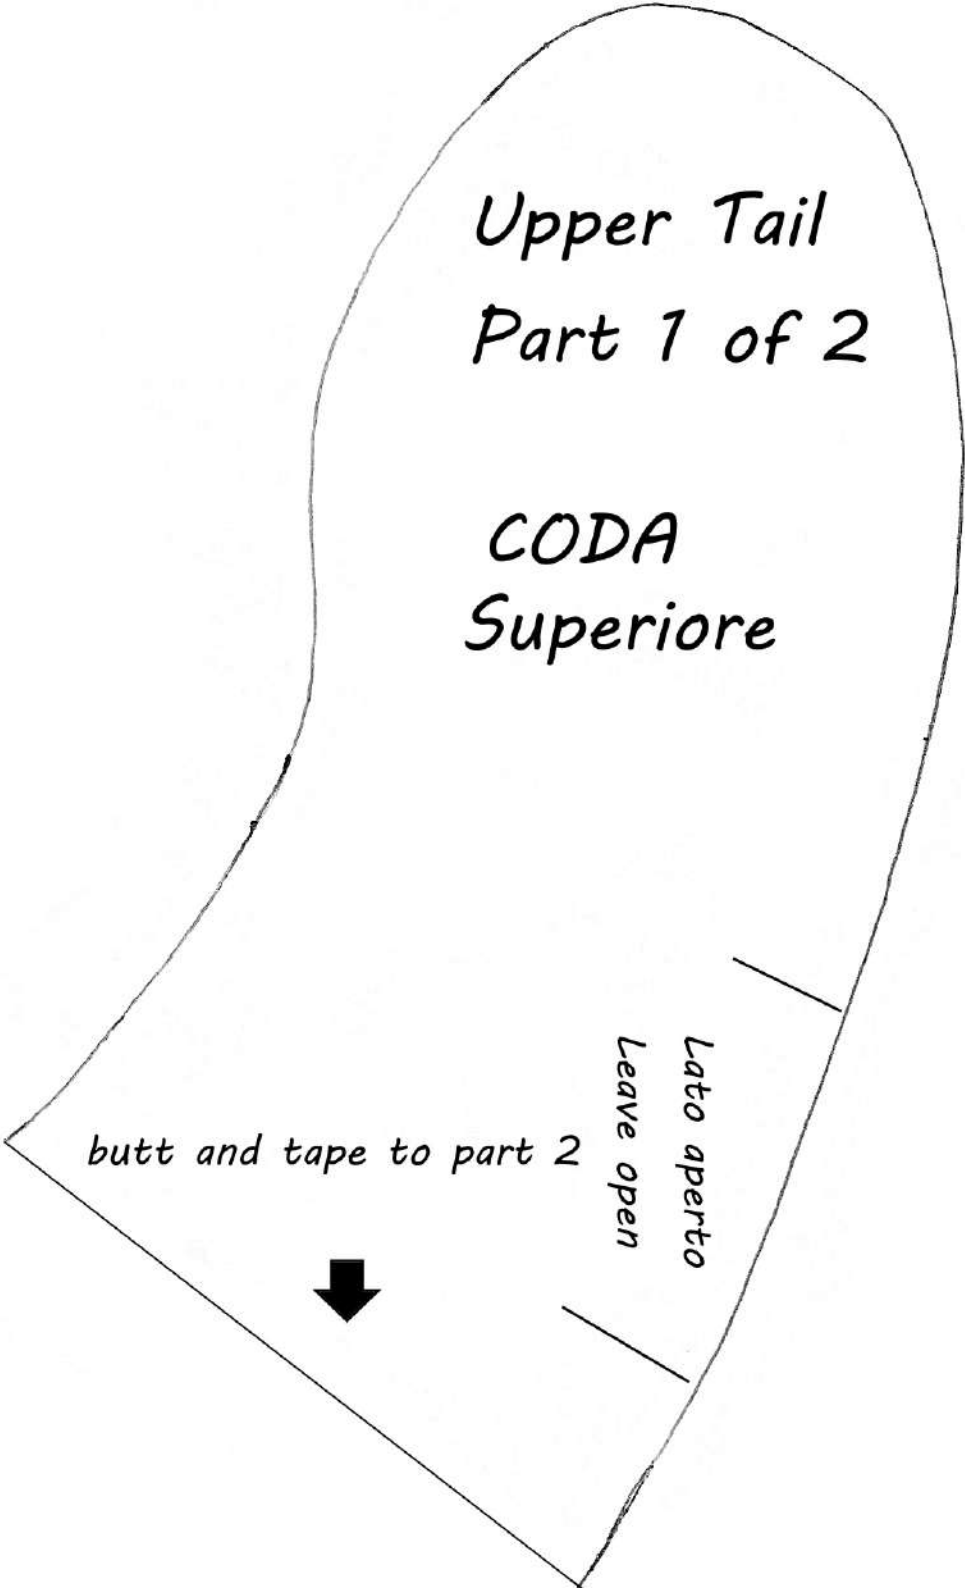 Upper Tail
Part 1 of 2
CODA
Superiore
Lato aperto
Leave open
butt and tape to part 2